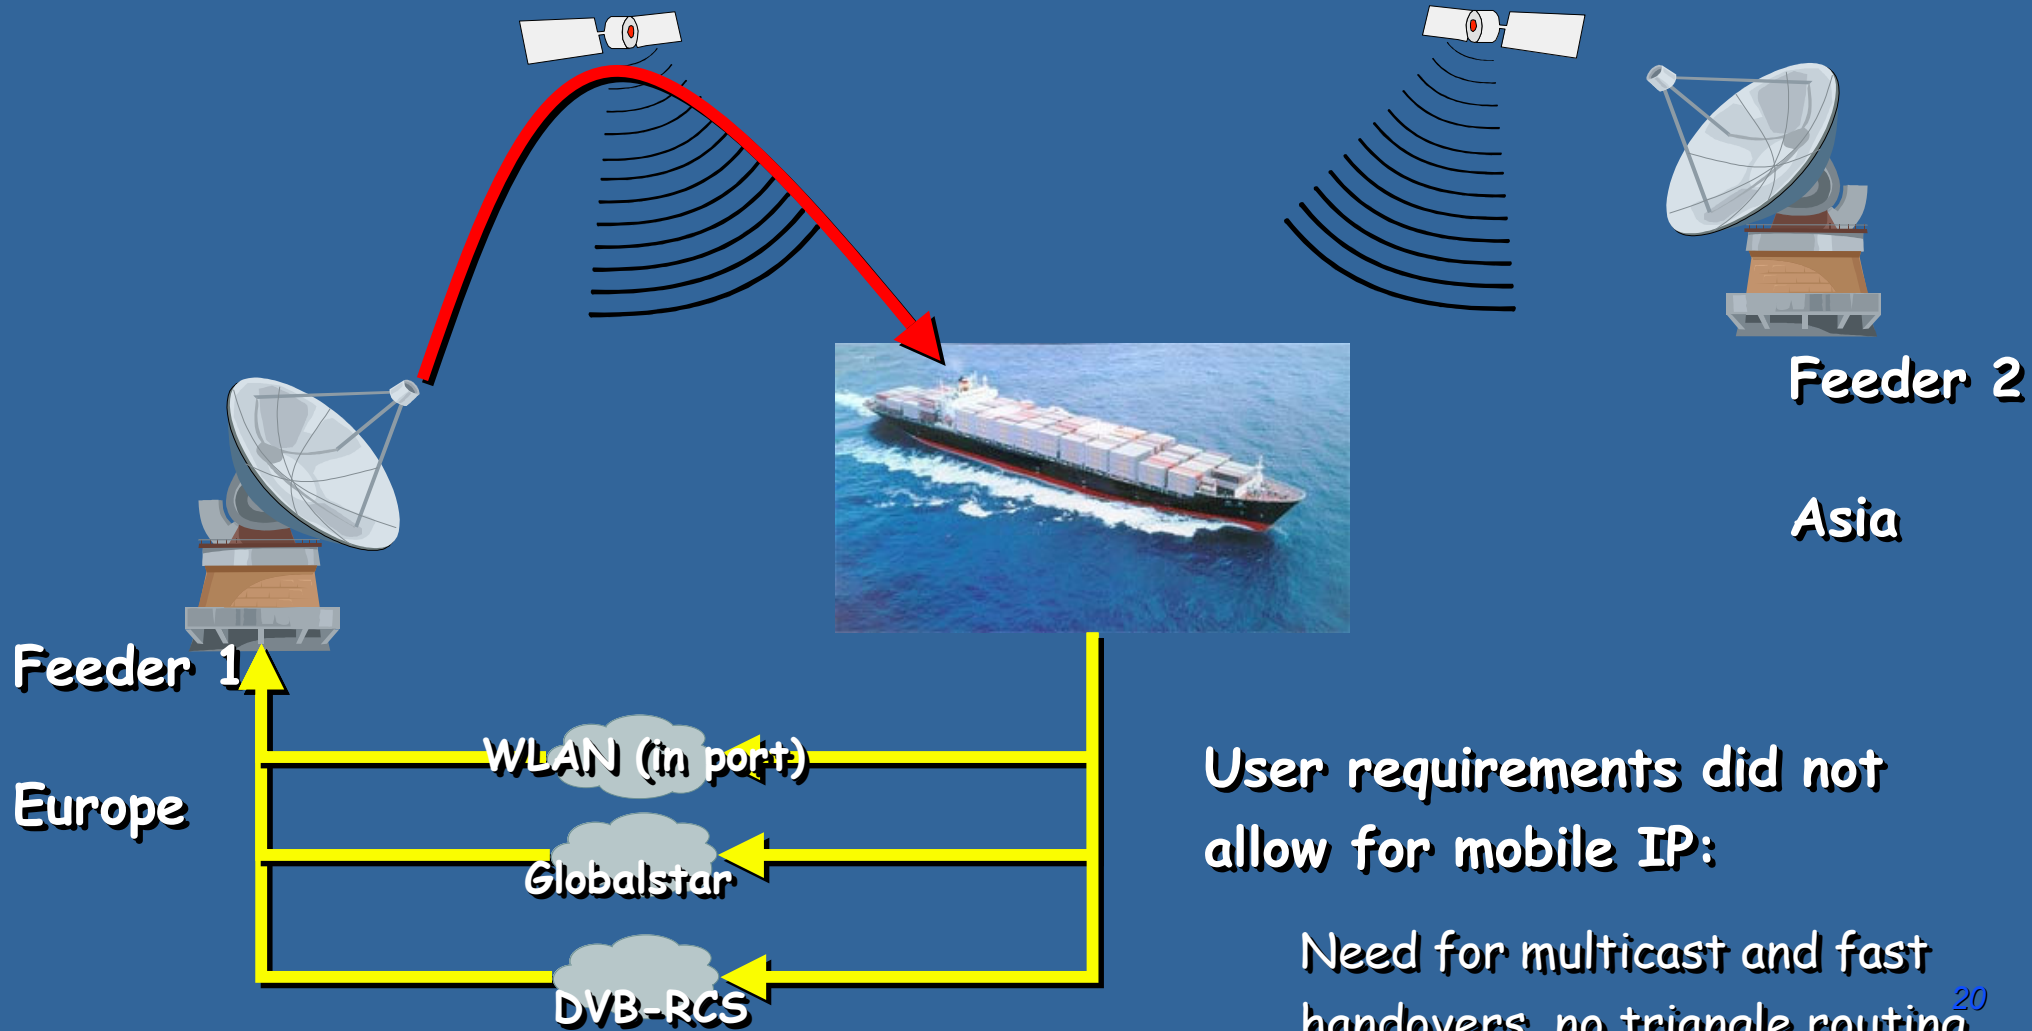 Feeder 2
Asia
Feeder 1
Europe
WLAN (in port)
Globalstar
DVB-RCS
User requirements did not
allow for mobile IP:
Need for multicast and fast
handovers, no triangle routing
20